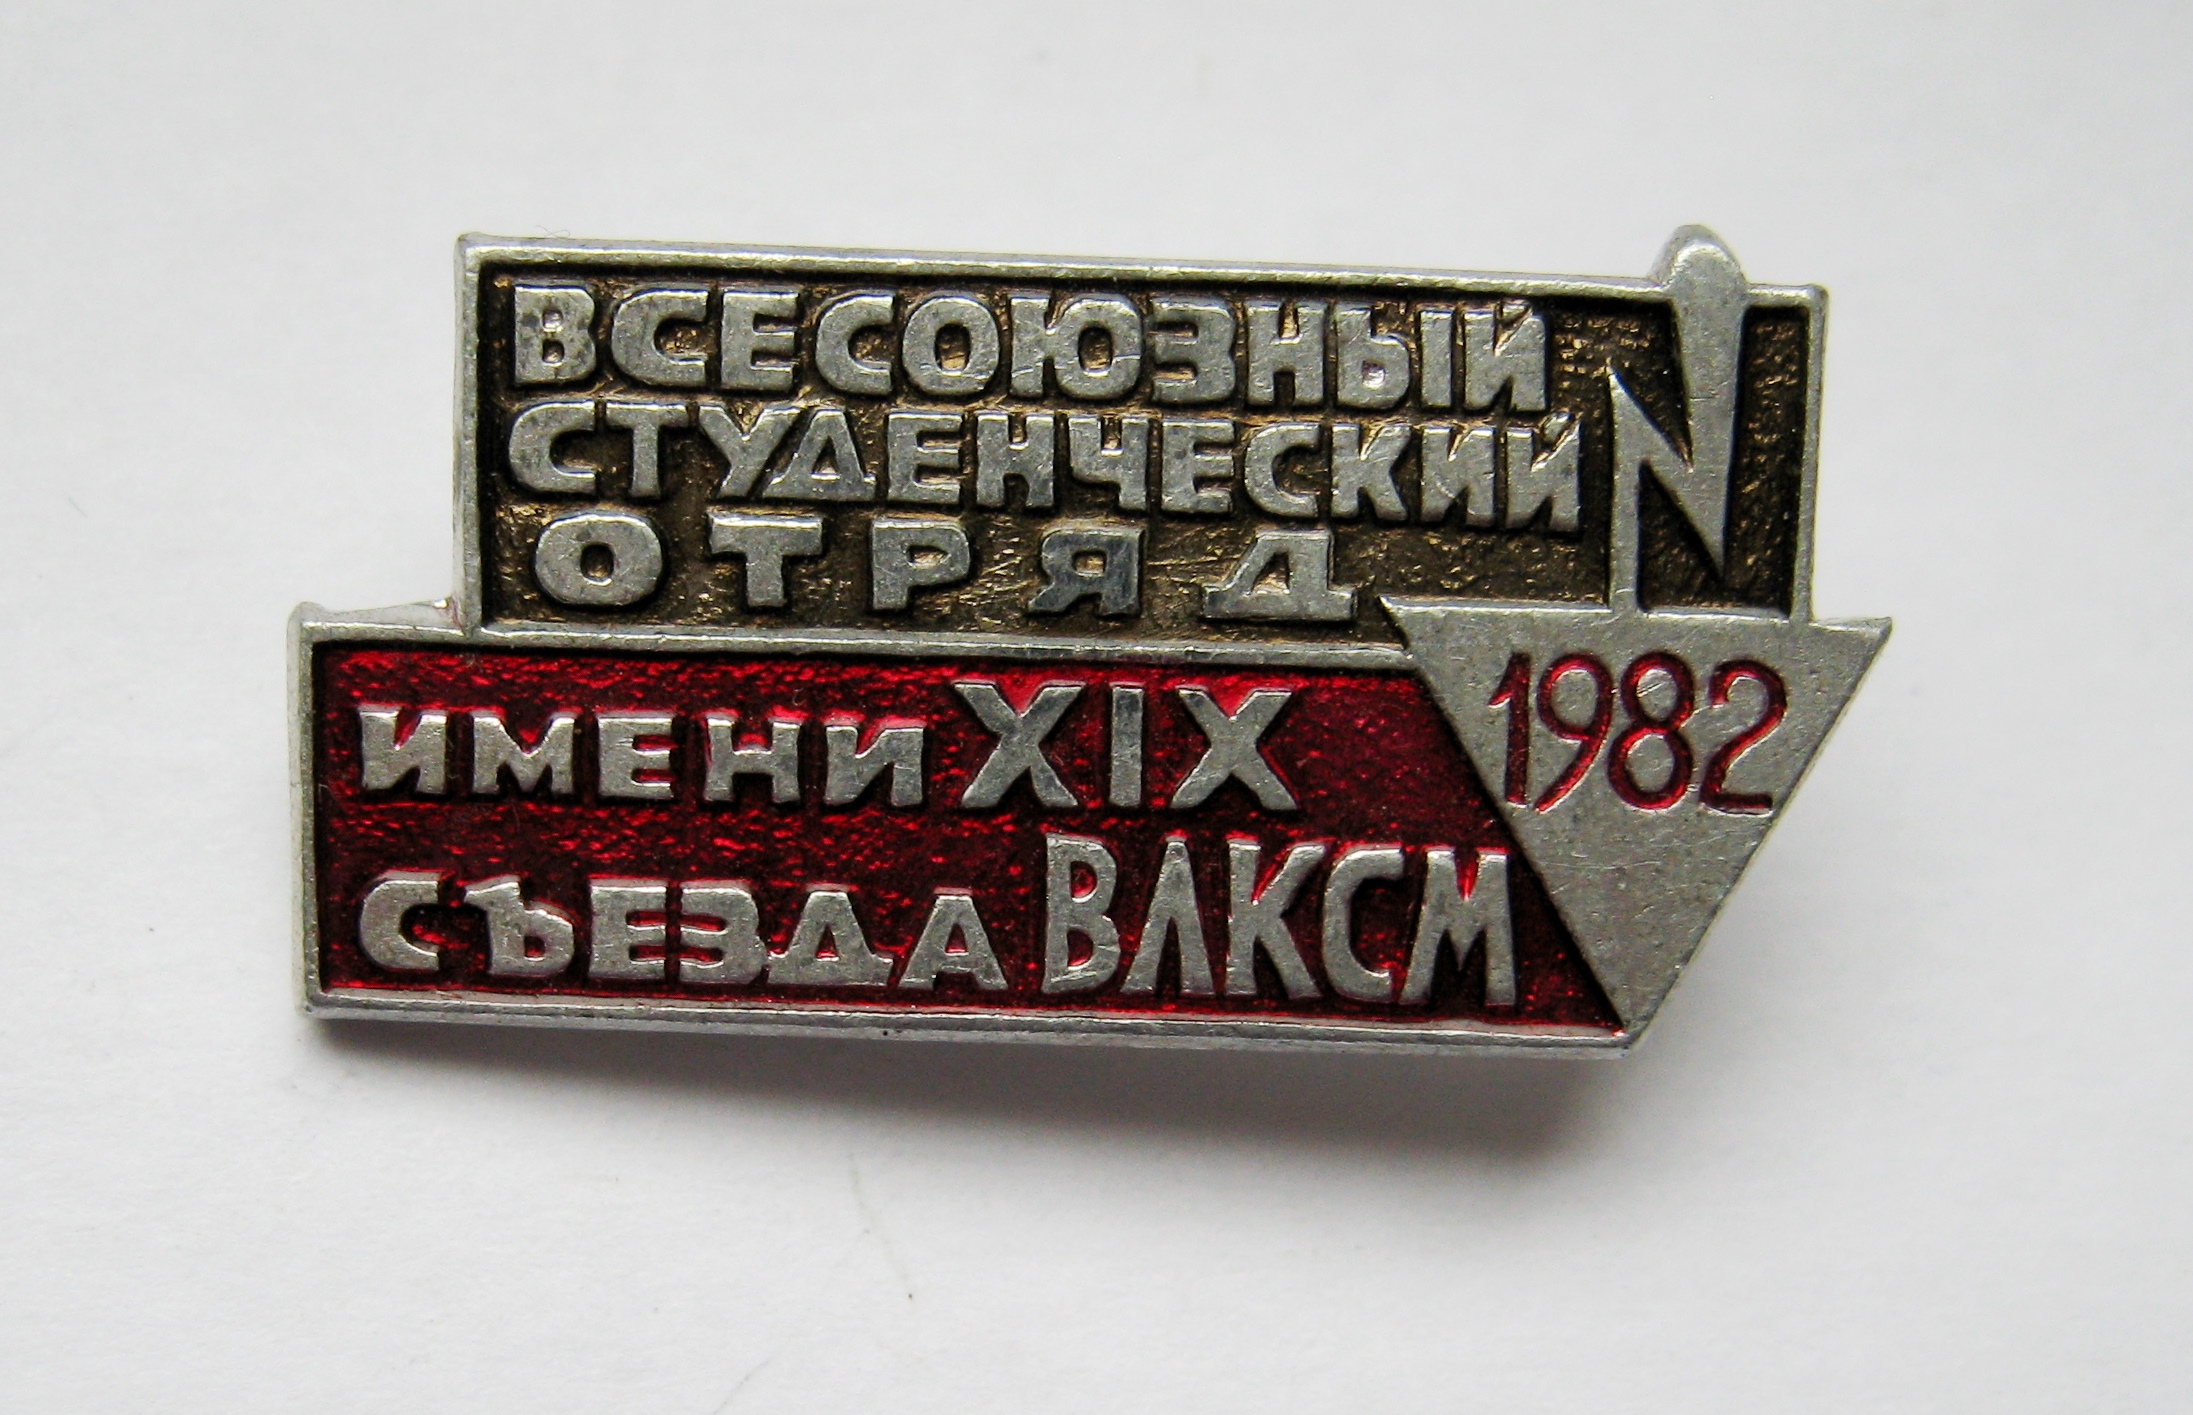 ВСЕСОЮЗНЫЙ
СТУДЕНЧЕСКИЙ
ОТРЯД
ИМЕНИ XIX
СЪЕЗДА ВЛКСМ
1982